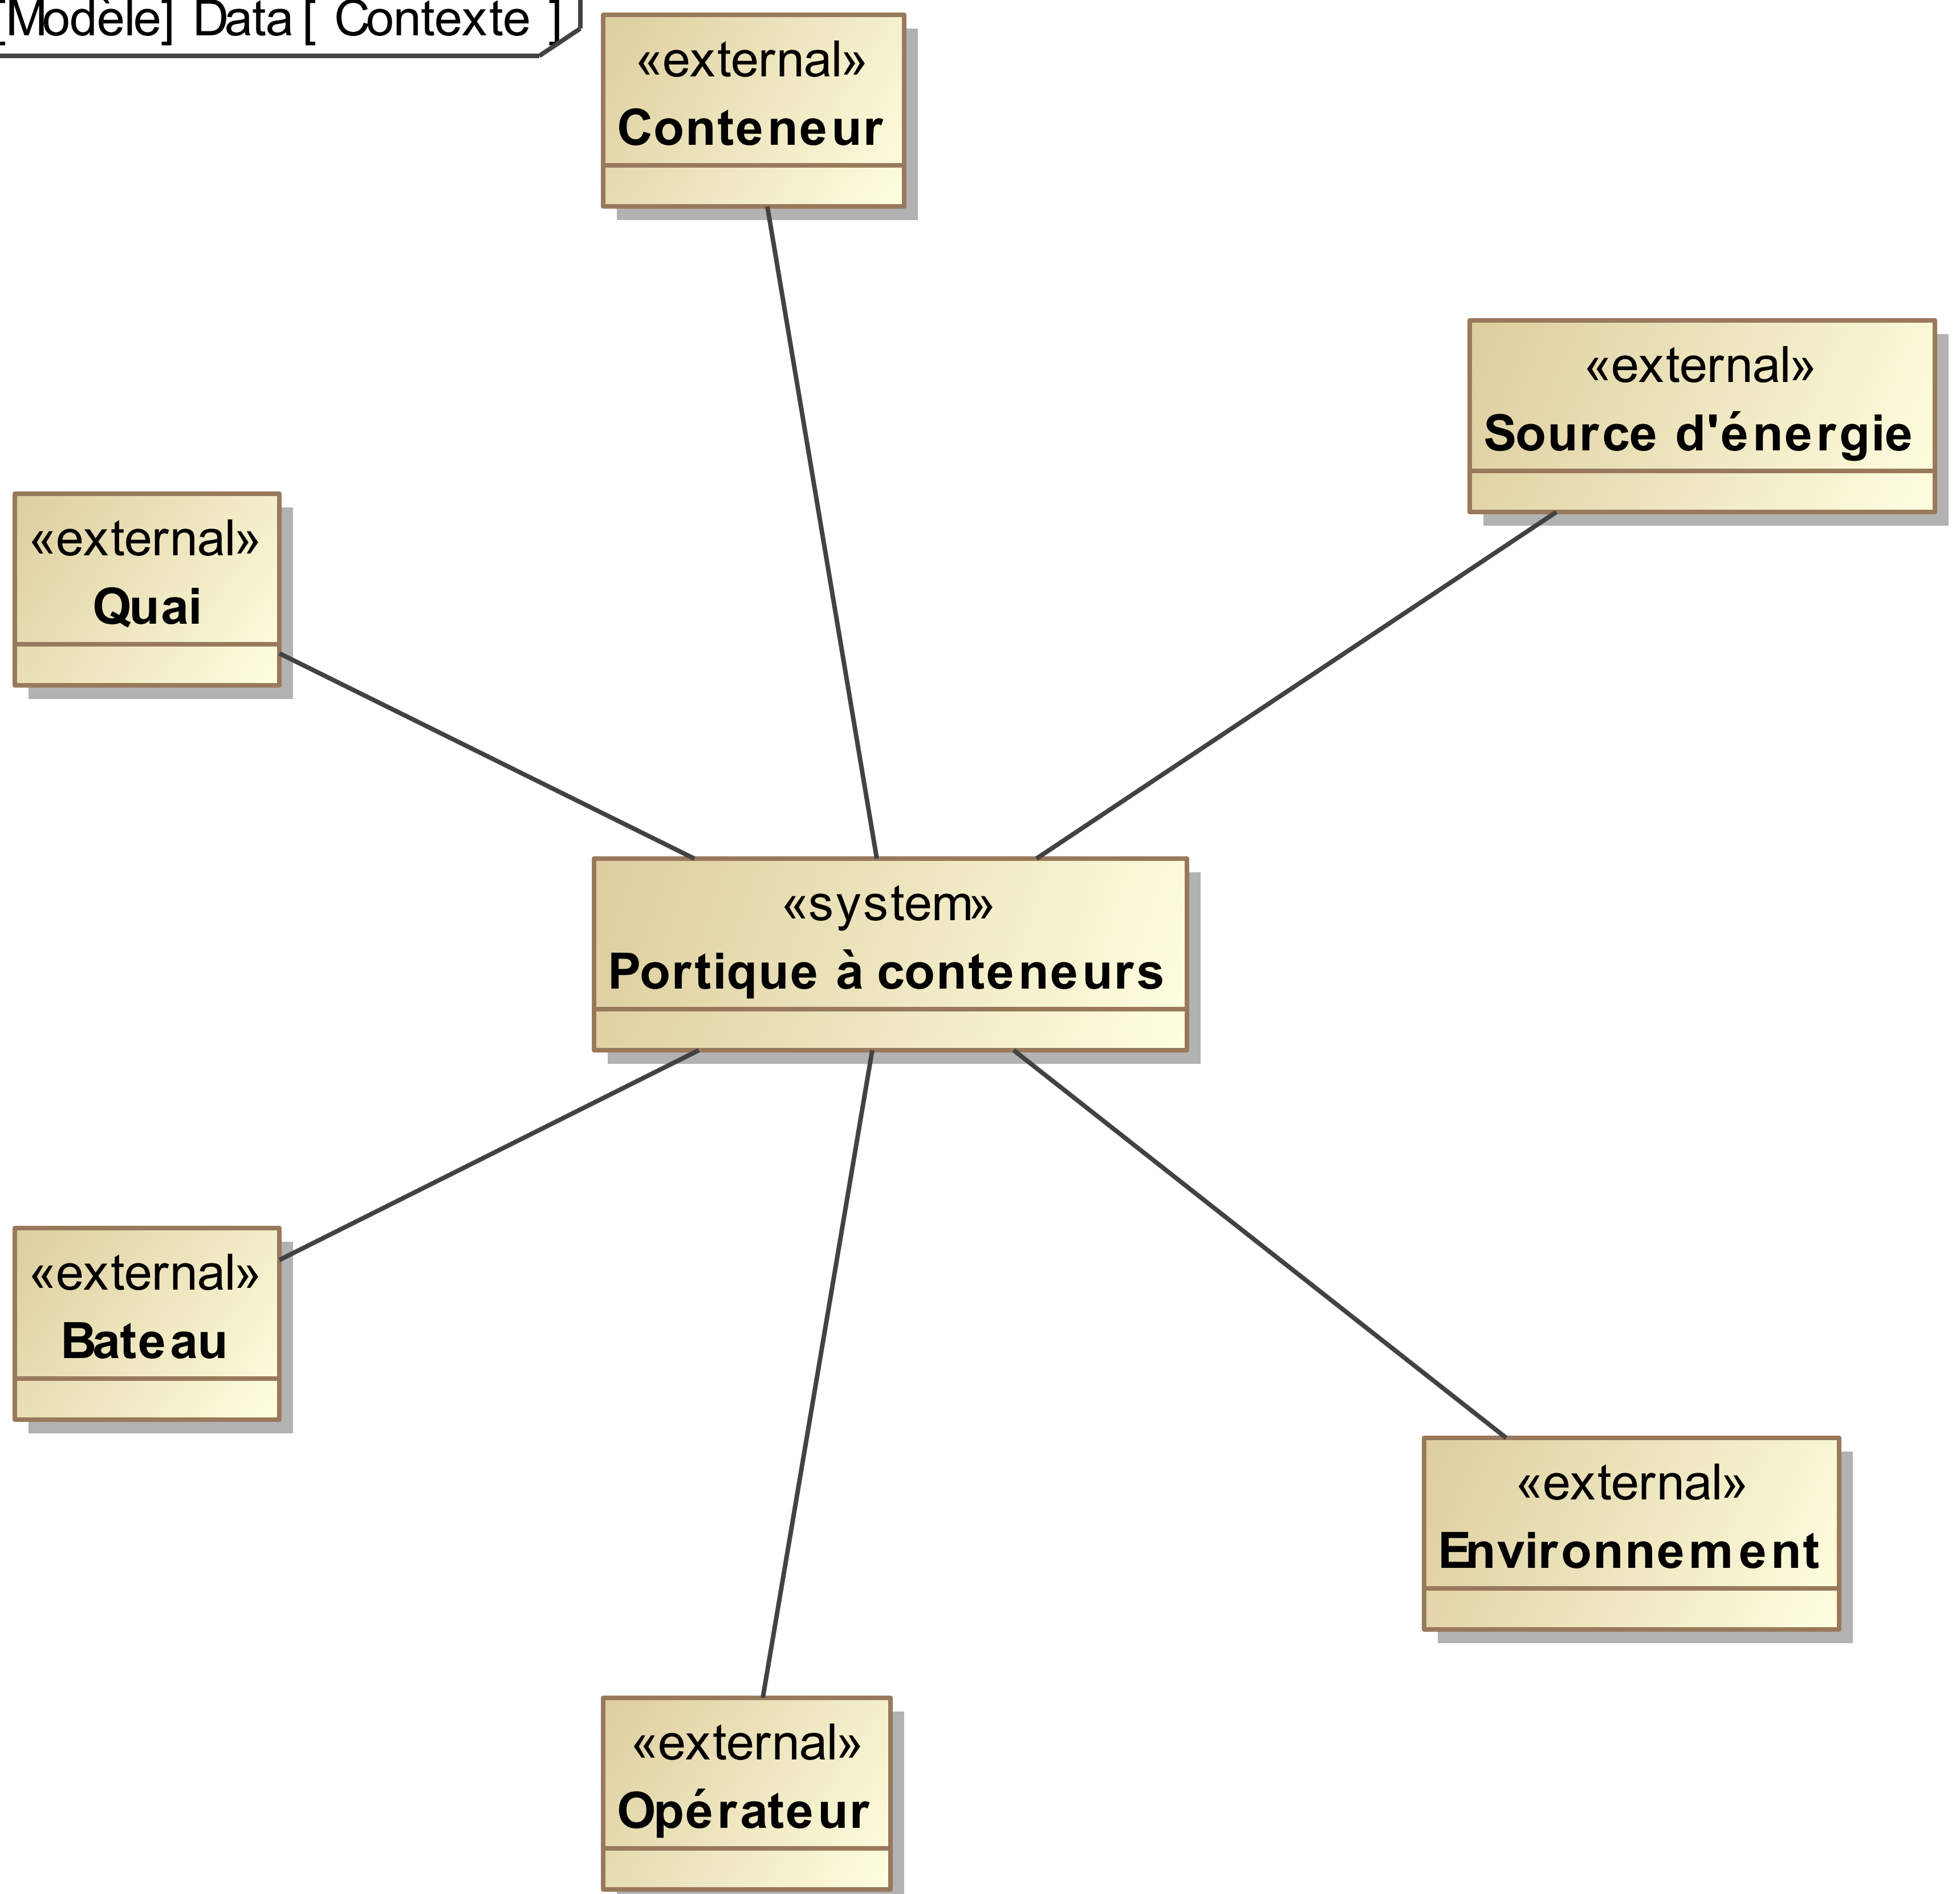 [Modèle] Data [ Contexte ]
«external»
Conteneur
«external»
Source d'énergie
«external»
Quai
«system»
Portique à conteneurs
«external»
Bateau
«external»
Environnement
«external»
Opérateur